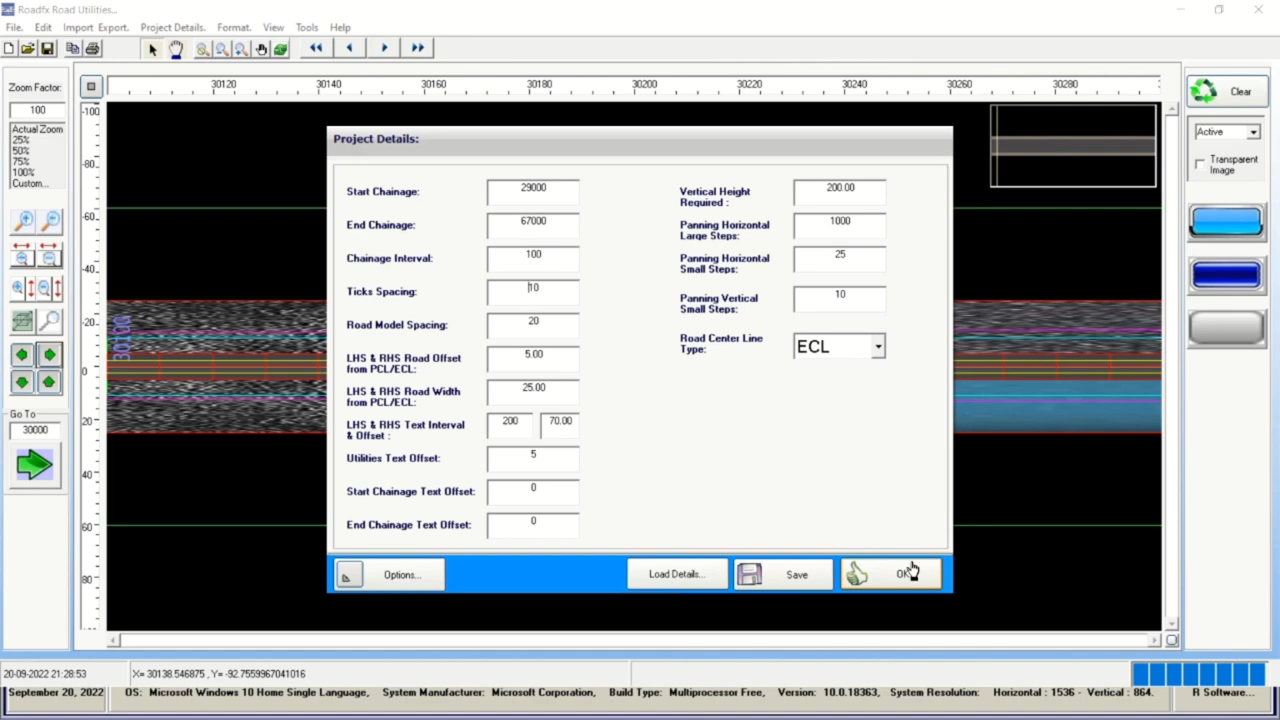 Roadfx Road Utilities...
File. Edit Import Export. Project Details. Format. View Tools Help
Zoom Factor:
100
Actual Zoom
25%
50%
75%
100%
Custom...
Go To
30000
30120 30140 30160 30180 30200 30220 30240 30260 30280
-100
-80
-60
-40
-20
0
20
40
60
80
30100
Project Details:
Start Chainage: 29000
End Chainage: 67000
Chainage Interval: 100
Ticks Spacing: 10
Road Model Spacing: 20
LHS & RHS Road Offset
from PCL/ECL: 5.00
LHS & RHS Road Width
from PCL/ECL: 25.00
LHS & RHS Text Interval
& Offset : 200 70.00
Utilities Text Offset: 5
Start Chainage Text Offset: 0
End Chainage Text Offset: 0
Vertical Height
Required : 200.00
Panning Horizontal
Large Steps: 1000
Panning Horizontal
Small Steps: 25
Panning Vertical
Small Steps: 10
Road Center Line
Type: ECL
Options... Load Details... Save OK
Clear
Active
Transparent
Image
20-09-2022 21:28:53 X= 30138.546875 , Y= -92.7559967041016
September 20, 2022 OS: Microsoft Windows 10 Home Single Language, System Manufacturer: Microsoft Corporation, Build Type: Multiprocessor Free, Version: 10.0.18363, System Resolution: Horizontal : 1536 - Vertical : 864. R Software...